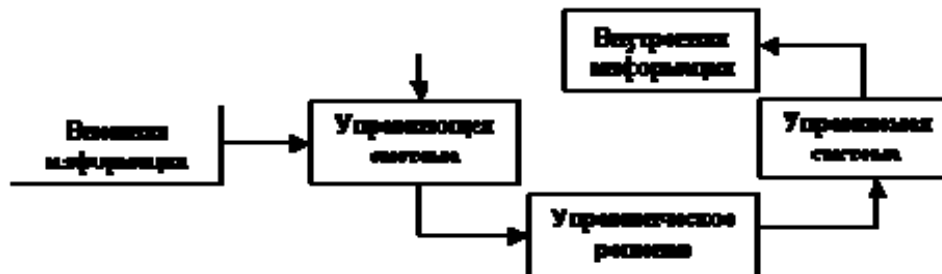 Внутренняя
информация
Внешняя
информация
Управляющая
система
Управляемая
система
Управленческое
решение